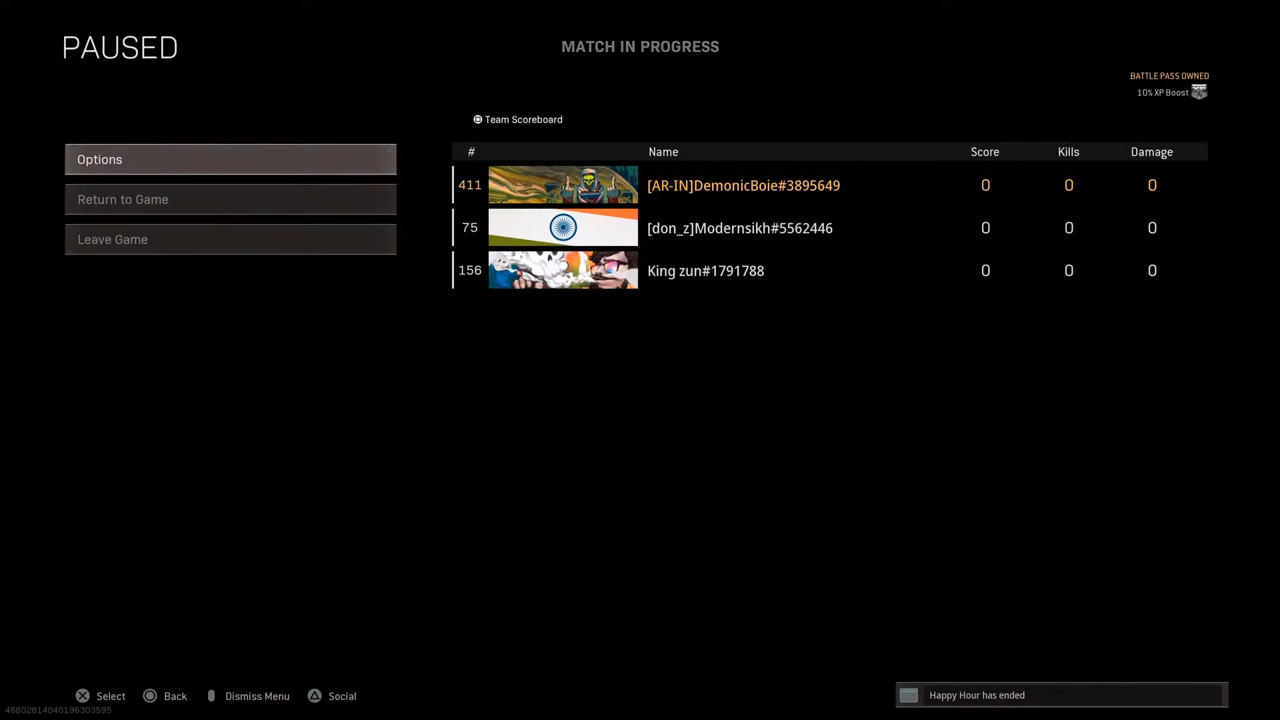 PAUSED
MATCH IN PROGRESS
BATTLE PASS OWNED
10% XP Boost
Team Scoreboard
# Name Score Kills Damage
Options
Return to Game
Leave Game
411 [AR-IN]DemonicBoie#3895649 0 0 0
75 [don_z]Modernsikh#5562446 0 0 0
156 King zun#1791788 0 0 0
Select Back Dismiss Menu Social
Happy Hour has ended
46802614046196303595